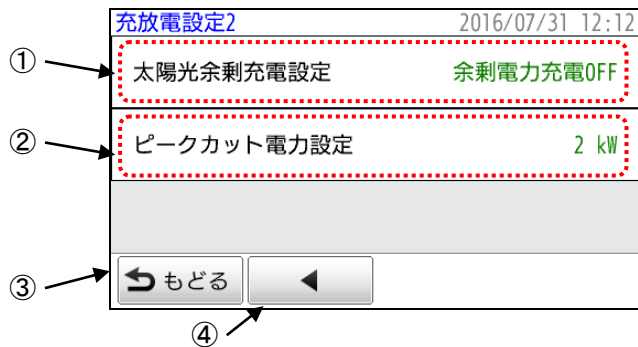 充放電設定2 2016/07/31 12:12
① 太陽光余剰充電設定 余剰電力充電OFF
② ピークカット電力設定 2 kW
③ もどる
④